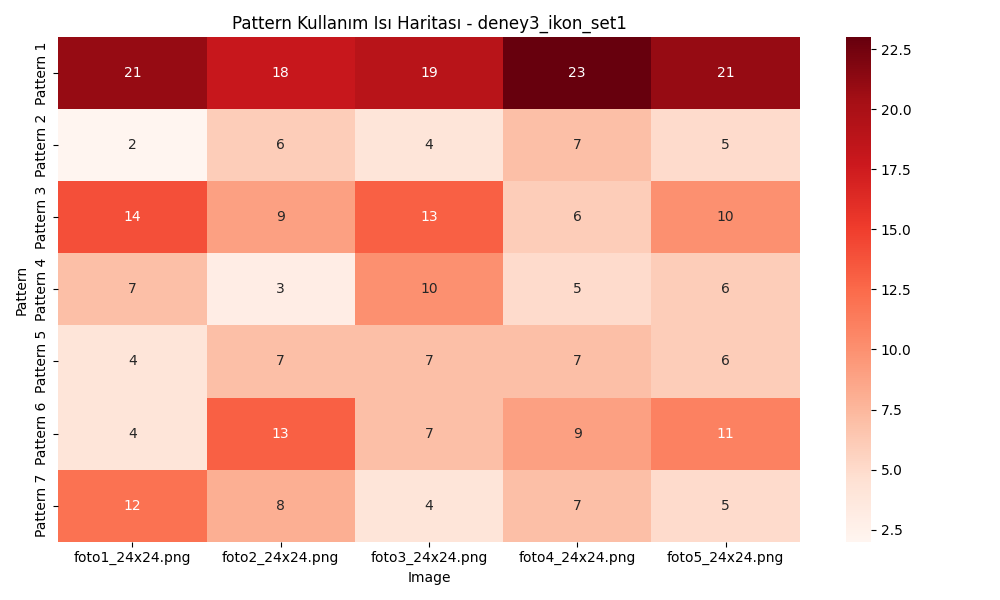 Pattern Kullanım Isı Haritası - deney3_ikon_set1
Pattern
Pattern 1
21 18 19 23 21
Pattern 2
2 6 4 7 5
Pattern 3
14 9 13 6 10
Pattern 4
7 3 10 5 6
Pattern 5
4 7 7 7 6
Pattern 6
4 13 7 9 11
Pattern 7
12 8 4 7 5
foto1_24x24.png foto2_24x24.png foto3_24x24.png foto4_24x24.png foto5_24x24.png
Image
22.5
20.0
17.5
15.0
12.5
10.0
7.5
5.0
2.5